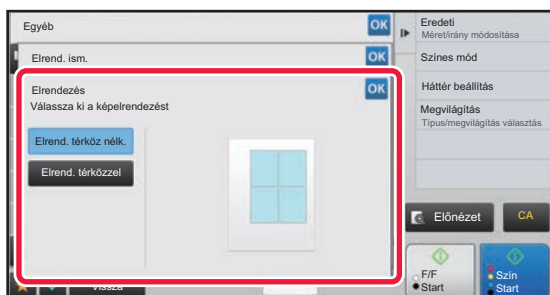 Egyéb
OK
Elrend. ism.
OK
Elrendezés
OK
Válassza ki a képelrendezést
Elrend. térköz nélk.
Elrend. térközzel
Vissza
Eredeti
Méret/irány módosítása
Színes mód
Háttér beállítás
Megvilágítás
Típus/megvilágítás választás
Előnézet
CA
F/F
Start
Szín
Start